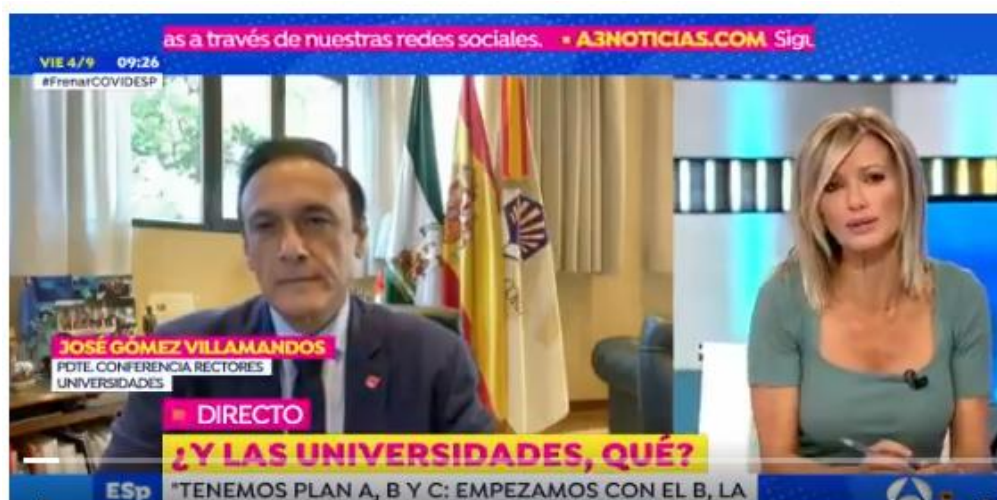 as a través de nuestras redes sociales. ▪ A3NOTICIAS.COM Sigu
VIE 4/9 09:26
#FrenarCOVIDESP
JOSÉ GÓMEZ VILLAMANDOS
PDTE. CONFERENCIA RECTORES
UNIVERSIDADES
DIRECTO
¿Y LAS UNIVERSIDADES, QUÉ?
ESp
"TENEMOS PLAN A, B Y C: EMPEZAMOS CON EL B, LA